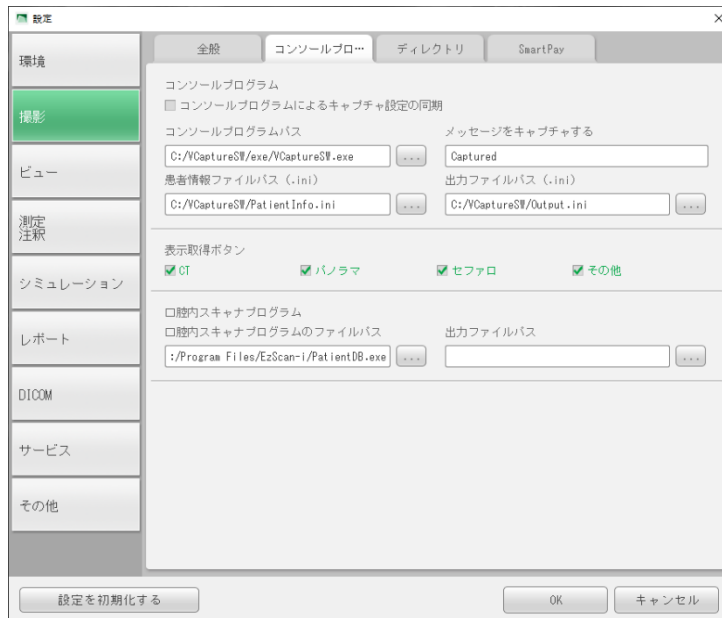 設定
環境
撮影
ビュー
測定
注釈
シミュレーション
レポート
DICOM
サービス
その他
全般
コンソールプロ…
ディレクトリ
SmartPay
コンソールプログラム
コンソールプログラムによるキャプチャ設定の同期
コンソールプログラムパス
メッセージをキャプチャする
C:/VCaptureSW/exe/VCaptureSW.exe
...
Captured
患者情報ファイルパス (.ini)
出力ファイルパス (.ini)
C:/VCaptureSW/PatientInfo.ini
...
C:/VCaptureSW/Output.ini
...
表示取得ボタン
CT
パノラマ
セファロ
その他
口腔内スキャナプログラム
口腔内スキャナプログラムのファイルパス
出力ファイルパス
:/Program Files/EzScan-i/PatientDB.exe
...
...
設定を初期化する
OK
キャンセル